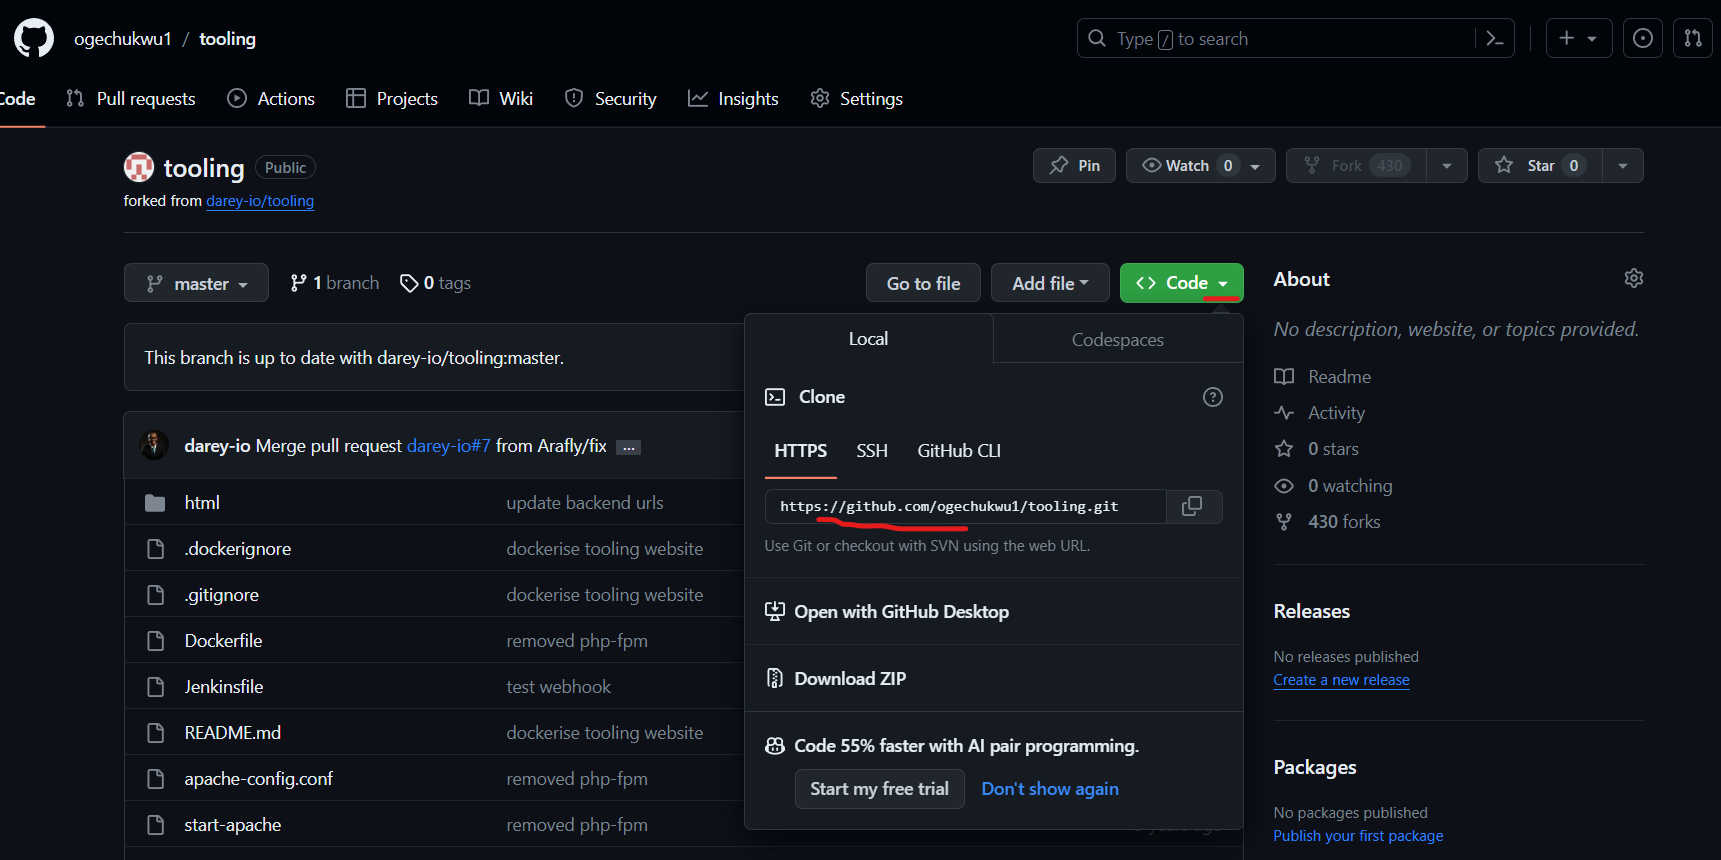 ogechukwu1 / tooling
Type / to search
Code Pull requests Actions Projects Wiki Security Insights Settings
tooling Public
Pin Watch 0 Fork 430 Star 0
forked from darey-io/tooling
master 1 branch 0 tags Go to file Add file Code
This branch is up to date with darey-io/tooling:master.
darey-io Merge pull request darey-io#7 from Arafly/fix ...
html update backend urls
.dockerignore dockerise tooling website
.gitignore dockerise tooling website
Dockerfile removed php-fpm
Jenkinsfile test webhook
README.md dockerise tooling website
apache-config.conf removed php-fpm
start-apache removed php-fpm
Local Codespaces
Clone
HTTPS SSH GitHub CLI
https://github.com/ogechukwu1/tooling.git
Use Git or checkout with SVN using the web URL.
Open with GitHub Desktop
Download ZIP
Code 55% faster with AI pair programming.
Start my free trial Don't show again
About
No description, website, or topics provided.
Readme
Activity
0 stars
0 watching
430 forks
Releases
No releases published
Create a new release
Packages
No packages published
Publish your first package